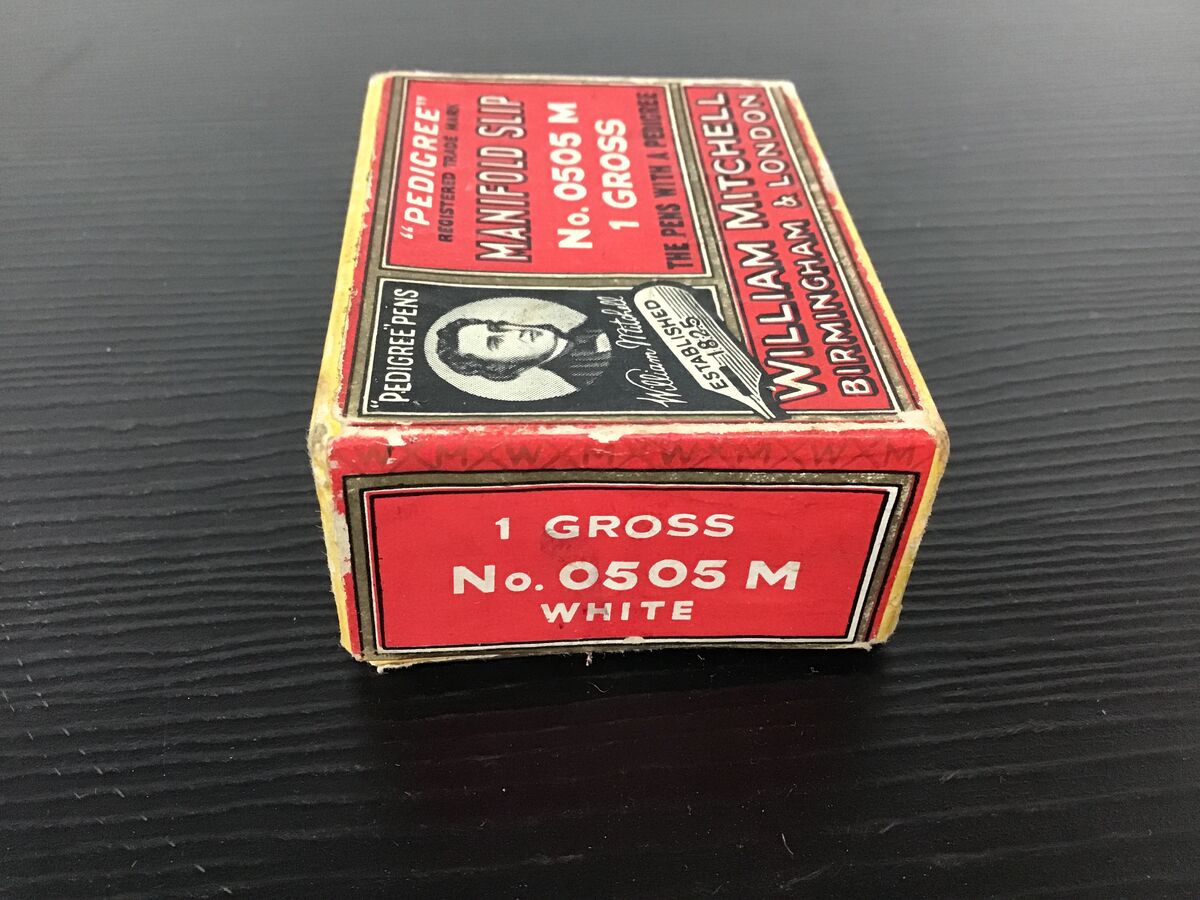 "PEDIGREE"
REGISTERED TRADE MARK
MANIFOLD SLIP
No. 0505 M
1 GROSS
THE PENS WITH A PEDIGREE
"PEDIGREE" PENS
William Mitchell
ESTABLISHED
1825
WILLIAM MITCHELL
BIRMINGHAM & LONDON
W X M X W X M X W X M X W X M
1 GROSS
No. 0505 M
WHITE